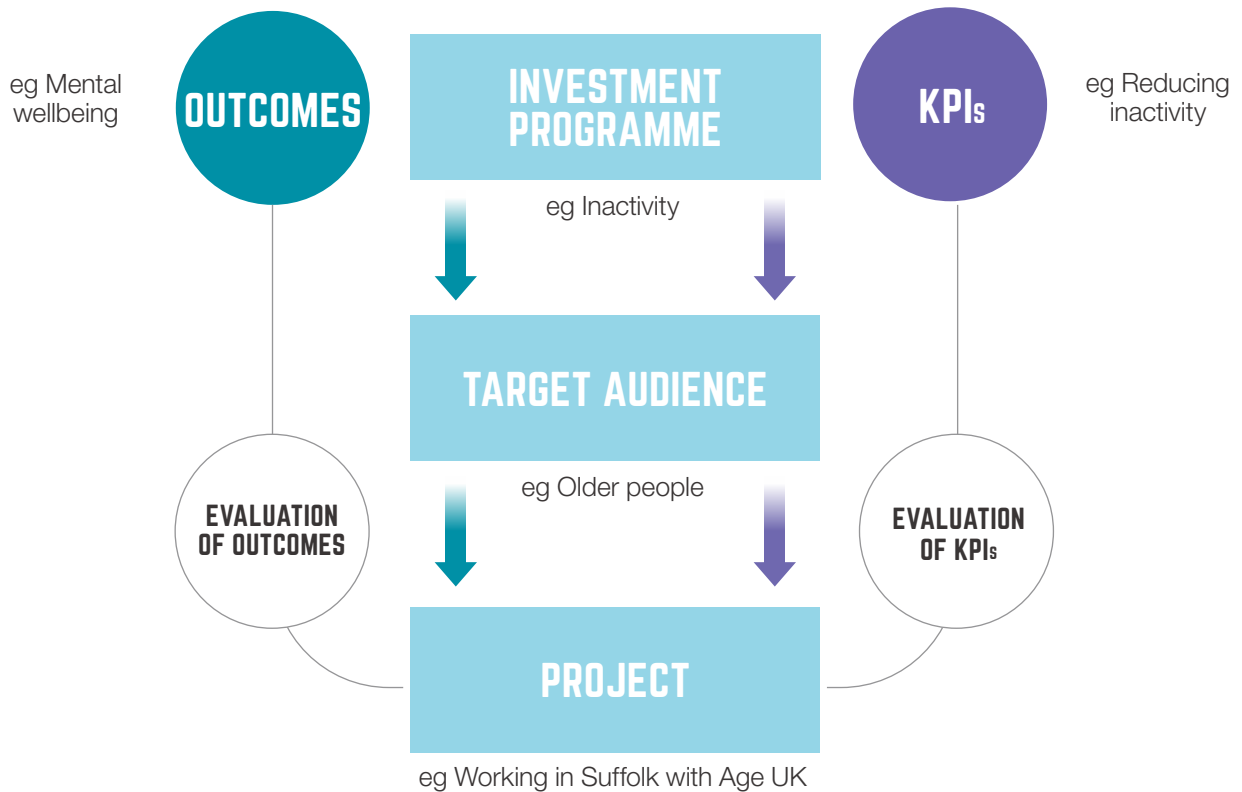 eg Mental
wellbeing
OUTCOMES
INVESTMENT
PROGRAMME
KPIs
eg Reducing
inactivity
eg Inactivity
TARGET AUDIENCE
eg Older people
EVALUATION
OF OUTCOMES
EVALUATION
OF KPIs
PROJECT
eg Working in Suffolk with Age UK